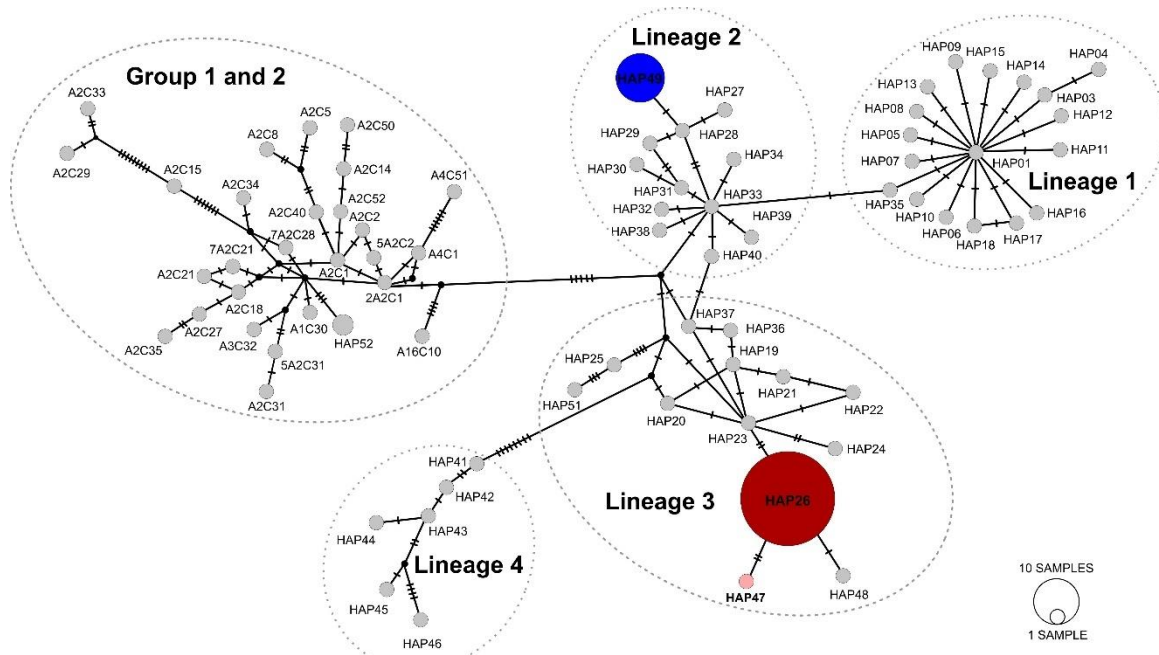 Group 1 and 2
A2C33
A2C29
A2C15
A2C8
A2C5
A2C50
A2C14
A2C34
A2C40
A2C52
A2C2
A4C51
7A2C28
7A2C21
5A2C2
A4C1
A2C21
A2C1
2A2C1
A2C18
A2C27
A2C35
A3C32
A1C30
HAP52
A16C10
5A2C31
A2C31
Lineage 2
HAP49
HAP27
HAP28
HAP29
HAP30
HAP34
HAP31
HAP33
HAP32
HAP38
HAP39
HAP40
HAP09
HAP15
HAP14
HAP04
HAP13
HAP03
HAP08
HAP12
HAP05
HAP11
HAP07
HAP01
Lineage 1
HAP35
HAP10
HAP06
HAP18
HAP17
HAP16
HAP37
HAP36
HAP25
HAP19
HAP51
HAP21
HAP22
HAP20
HAP23
HAP24
Lineage 3
HAP26
HAP47
HAP48
HAP41
HAP42
HAP43
HAP44
Lineage 4
HAP45
HAP46
10 SAMPLES
1 SAMPLE